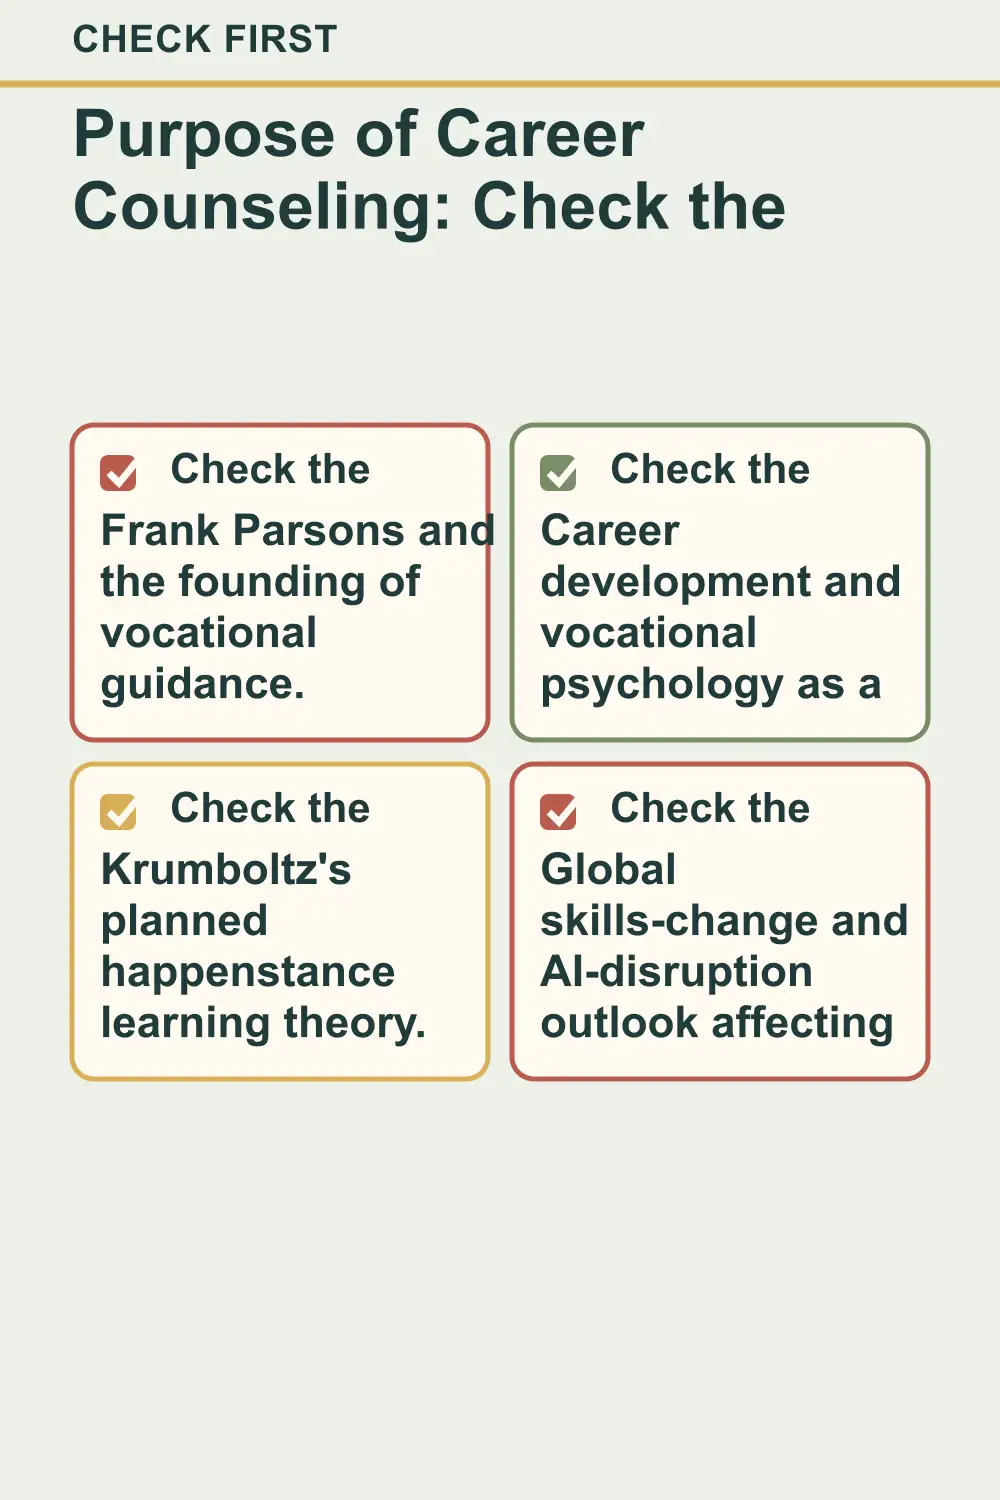 CHECK FIRST
Purpose of Career
Counseling: Check the
Check the
Frank Parsons and
the founding of
vocational
guidance.
Check the
Career
development and
vocational
psychology as a
Check the
Krumboltz's
planned
happenstance
learning theory.
Check the
Global
skills-change and
AI-disruption
outlook affecting